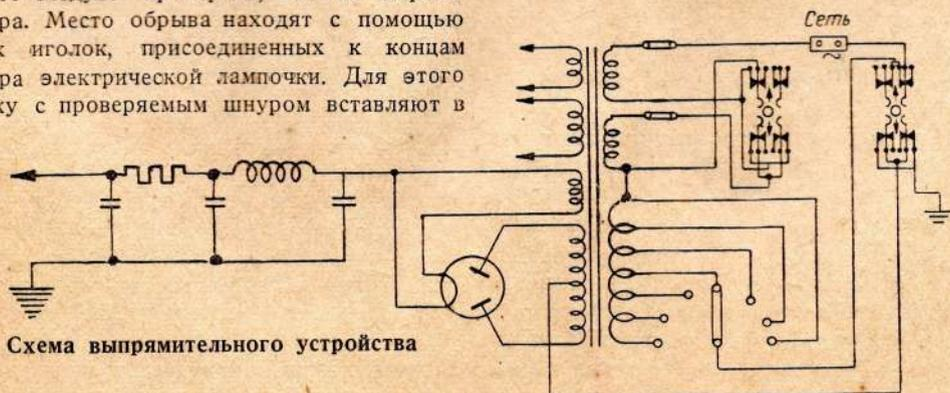 ра. Место обрыва находят с помощью
к иголок, присоединенных к концам
ра электрической лампочки. Для этого
ку с проверяемым шнуром вставляют в
Сеть
Схема выпрямительного устройства